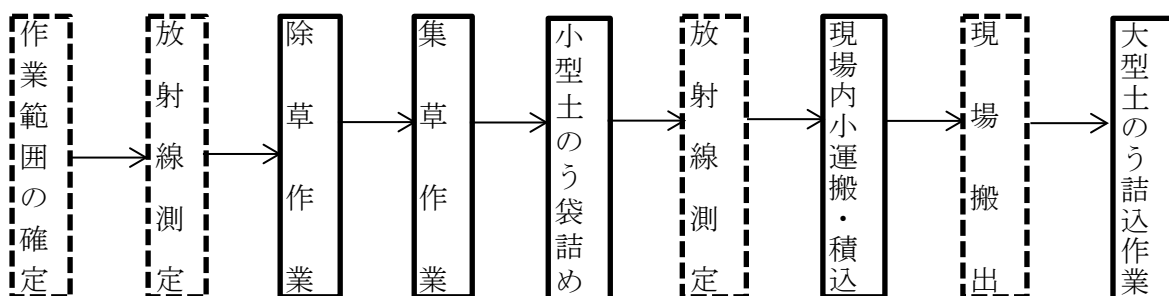 作業範囲の確定
放射線測定
除草作業
集草作業
小型土のう袋詰め
放射線測定
現場内小運搬・積込
現場搬出
大型土のう詰込作業